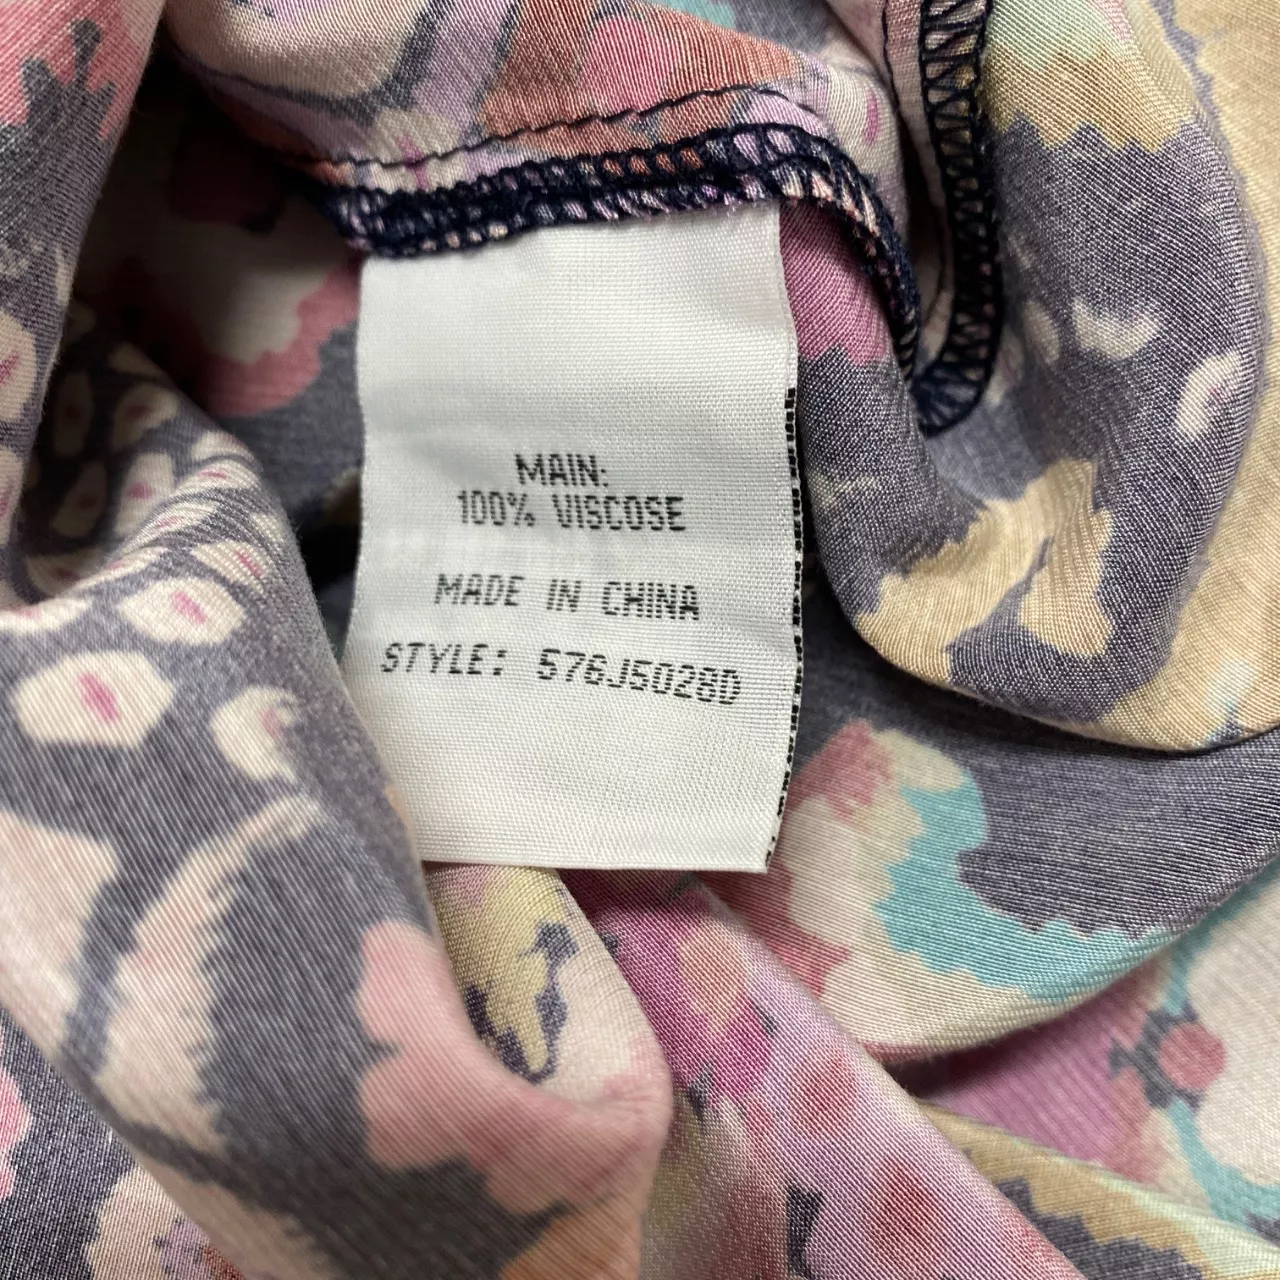 MAIN:
100% VISCOSE
MADE IN CHINA
STYLE: 576J5028D